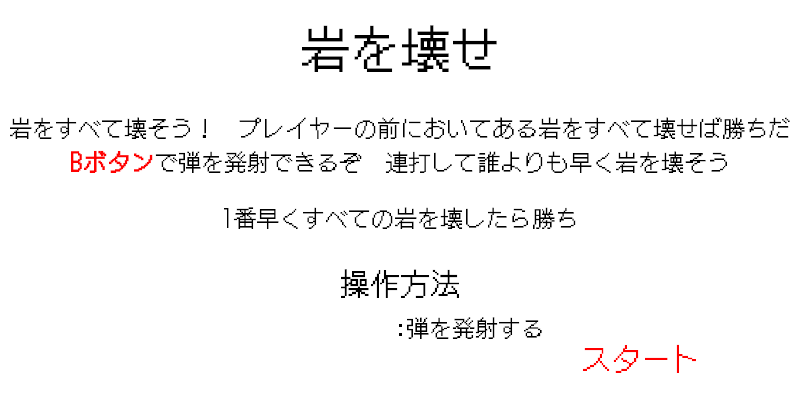 岩を壊せ
岩をすべて壊そう！　プレイヤーの前においてある岩をすべて壊せば勝ちだ
Bボタンで弾を発射できるぞ　連打して誰よりも早く岩を壊そう
1番早くすべての岩を壊したら勝ち
操作方法
:弾を発射する
スタート